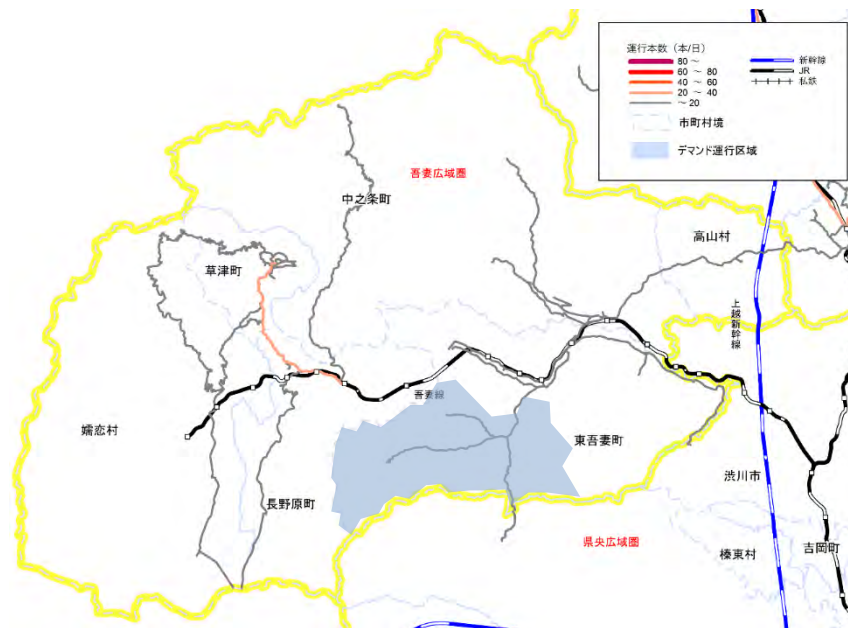 運行本数（本/日）
80 ～
60 ～ 80
40 ～ 60
20 ～ 40
～ 20
新幹線
JR
私鉄
市町村境
デマンド運行区域
吾妻広域圏
中之条町
高山村
草津町
上越新幹線
吾妻線
嬬恋村
東吾妻町
長野原町
渋川市
県央広域圏
榛東村
吉岡町